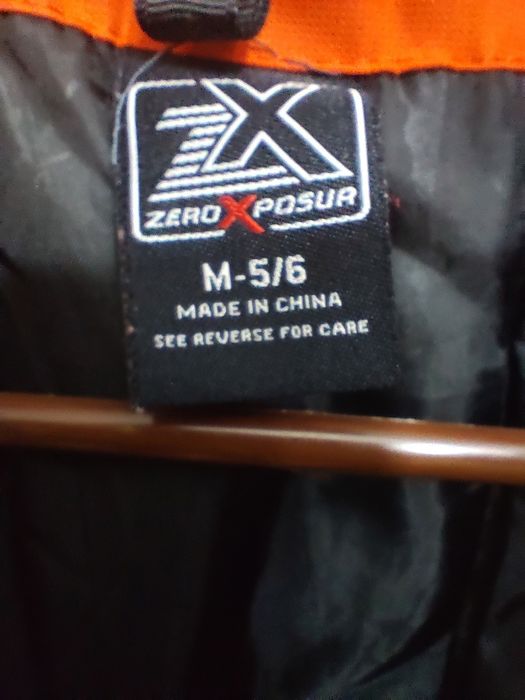 ZX
ZEROXPOSUR
M-5/6
MADE IN CHINA
SEE REVERSE FOR CARE